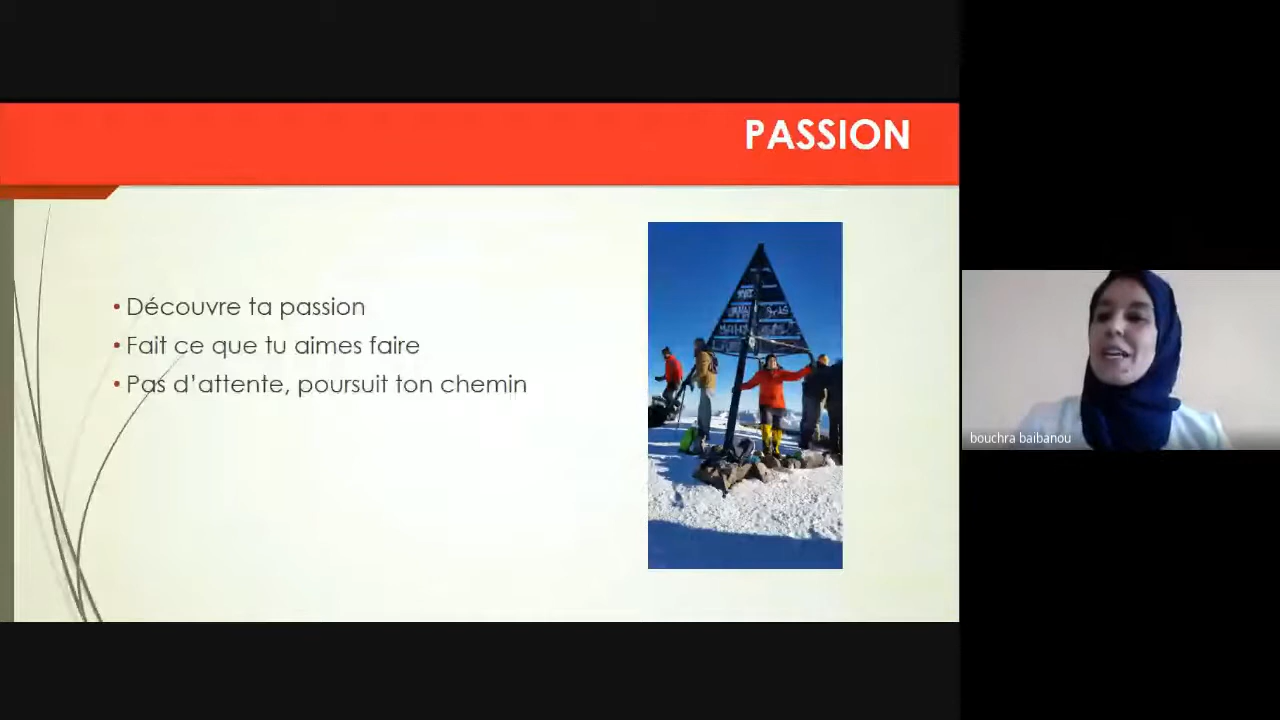 PASSION
• Découvre ta passion
• Fait ce que tu aimes faire
• Pas d'attente, poursuit ton chemin
bouchra baibanou